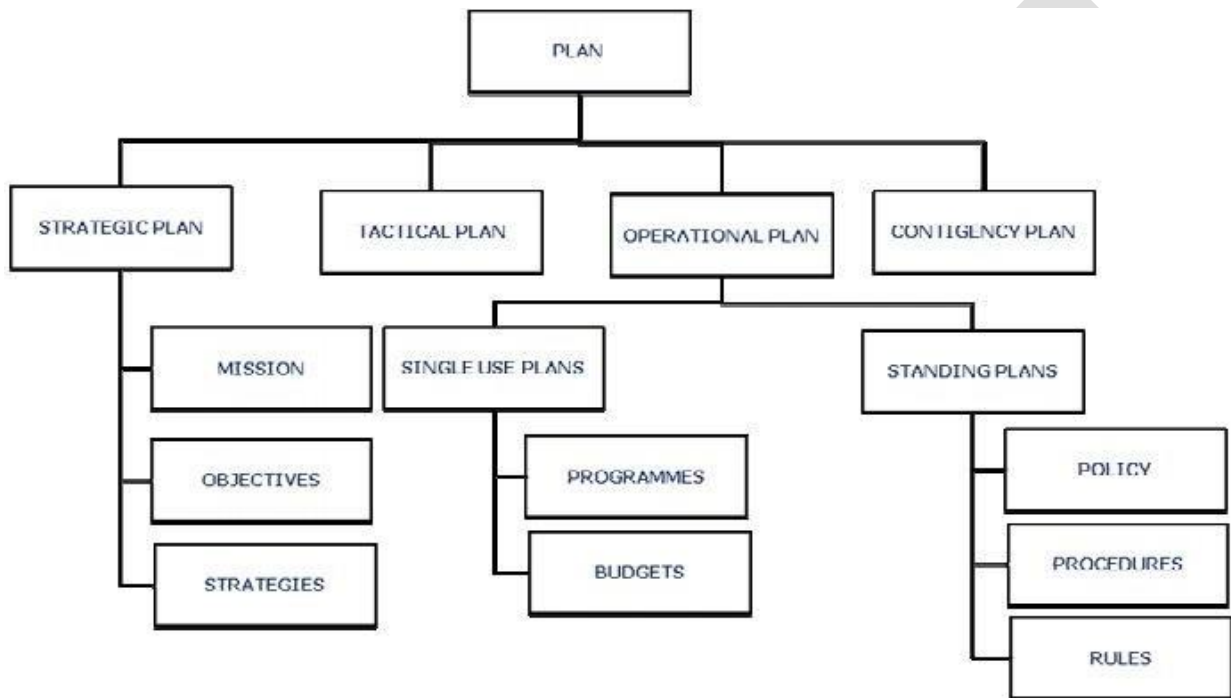 PLAN
STRATEGIC PLAN
TACTICAL PLAN
OPERATIONAL PLAN
CONTIGENCY PLAN
MISSION
SINGLE USE PLANS
STANDING PLANS
OBJECTIVES
PROGRAMMES
POLICY
STRATEGIES
BUDGETS
PROCEDURES
RULES